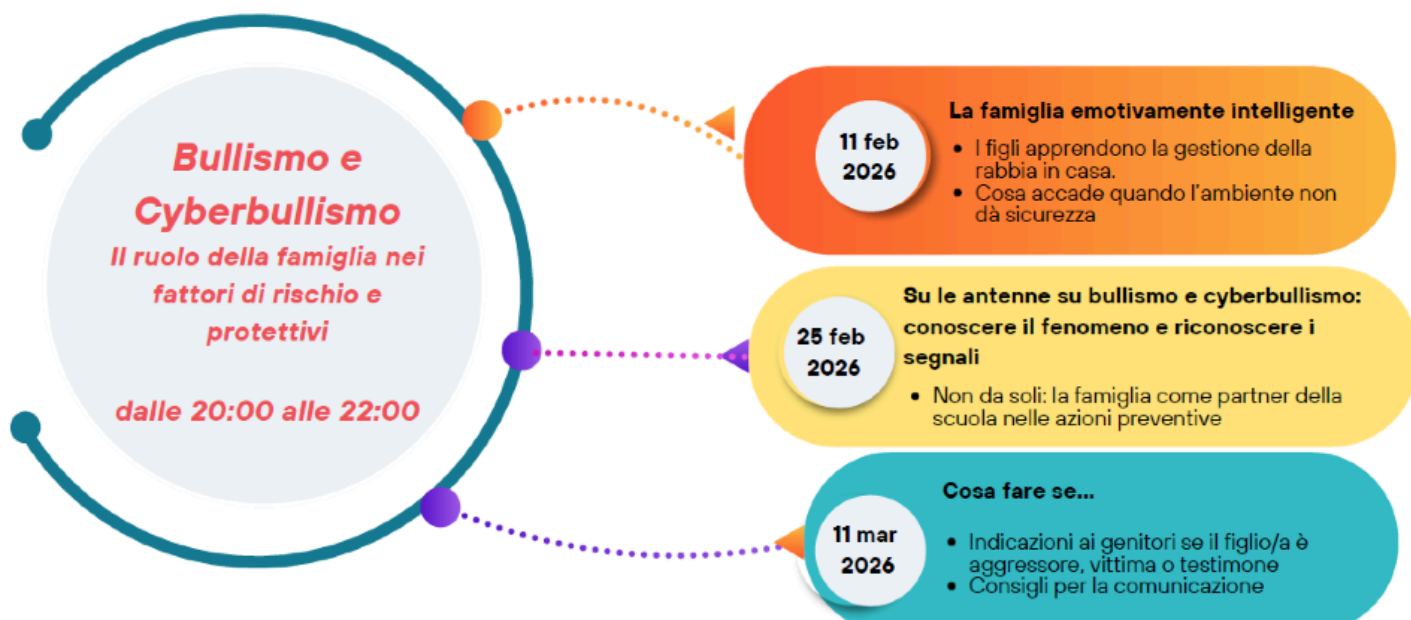 Bullismo e
Cyberbullismo
Il ruolo della famiglia nei
fattori di rischio e
protettivi
dalle 20:00 alle 22:00
11 feb
2026
La famiglia emotivamente intelligente
• I figli apprendono la gestione della
rabbia in casa.
• Cosa accade quando l'ambiente non
dà sicurezza
25 feb
2026
Su le antenne su bullismo e cyberbullismo:
conoscere il fenomeno e riconoscere i
segnali
• Non da soli: la famiglia come partner della
scuola nelle azioni preventive
11 mar
2026
Cosa fare se...
• Indicazioni ai genitori se il figlio/a è
aggressore, vittima o testimone
• Consigli per la comunicazione